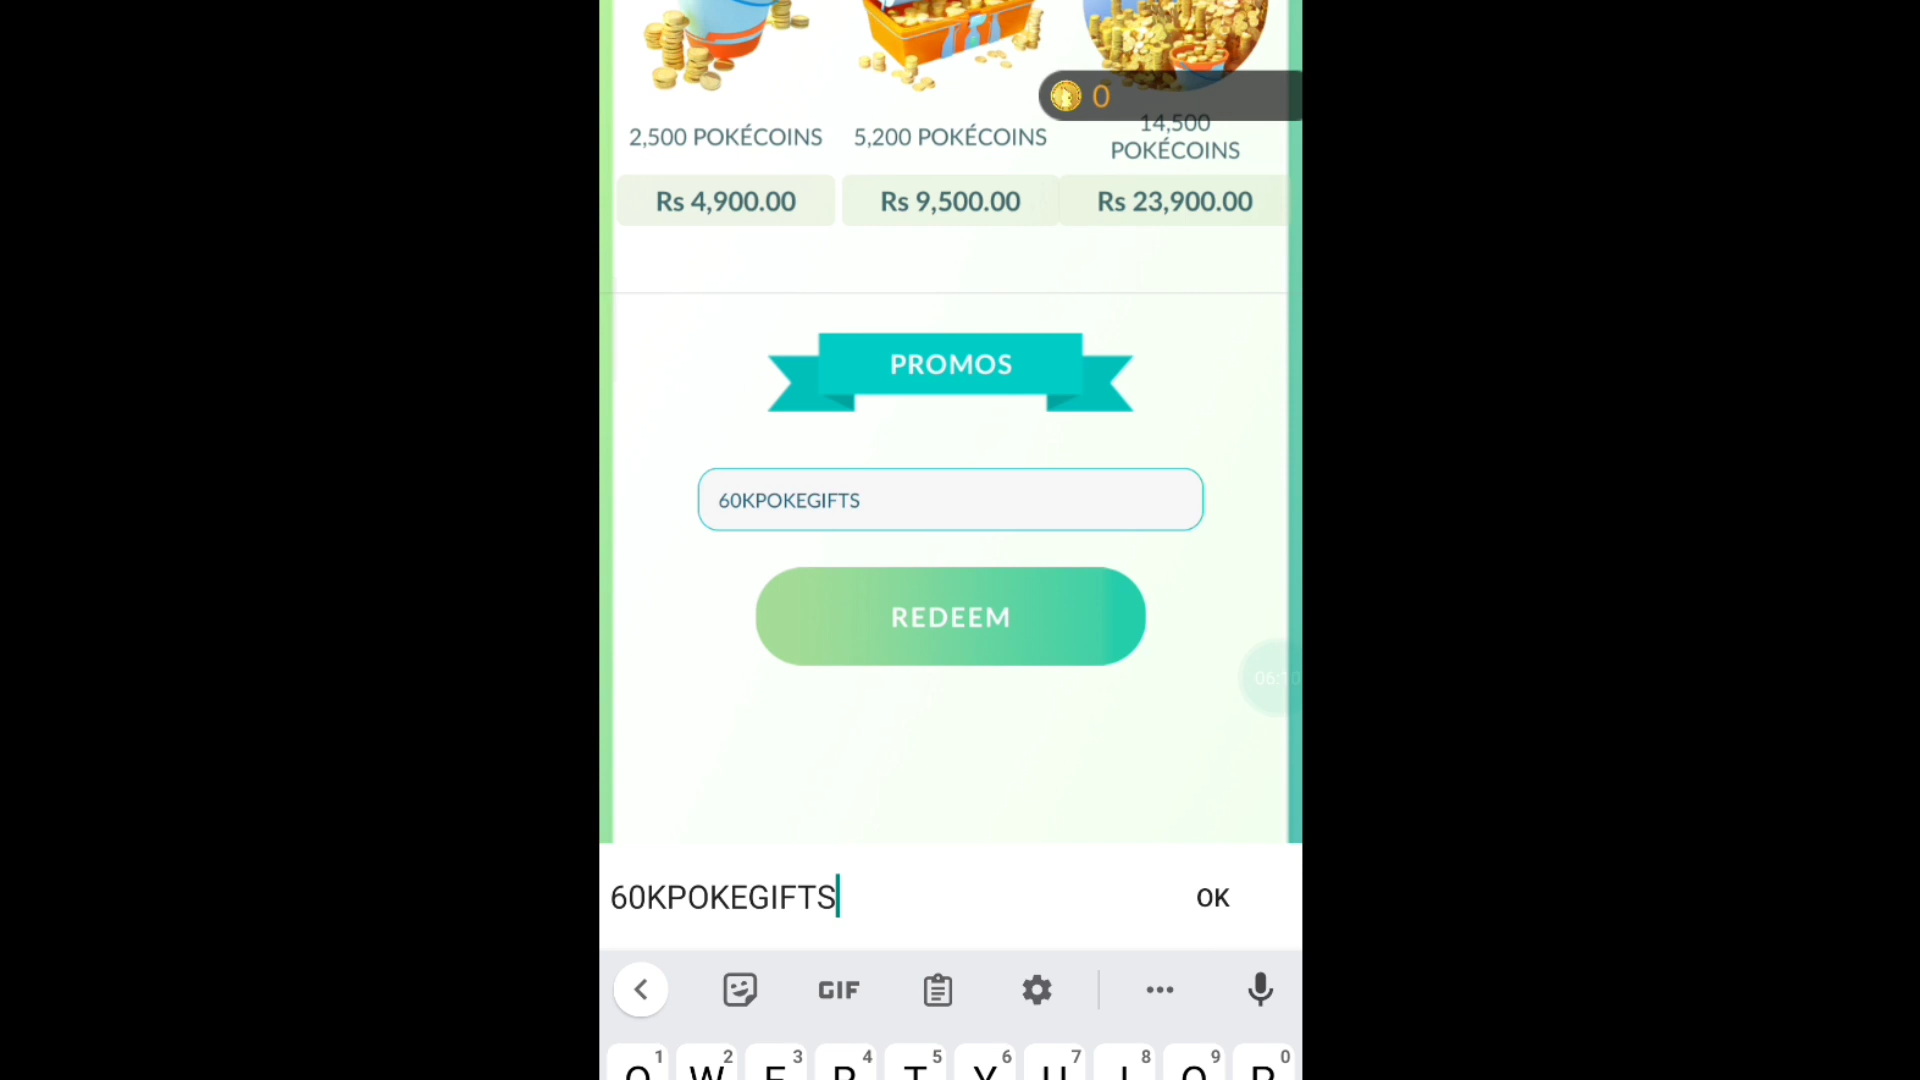 0
2,500 POKÉCOINS 5,200 POKÉCOINS 14,500 POKÉCOINS
Rs 4,900.00 Rs 9,500.00 Rs 23,900.00
PROMOS
60KPOKEGIFTS
REDEEM
60KPOKEGIFTS OK
GIF
1 2 3 4 5 6 7 8 9 0
Q W E R T Y U I O P